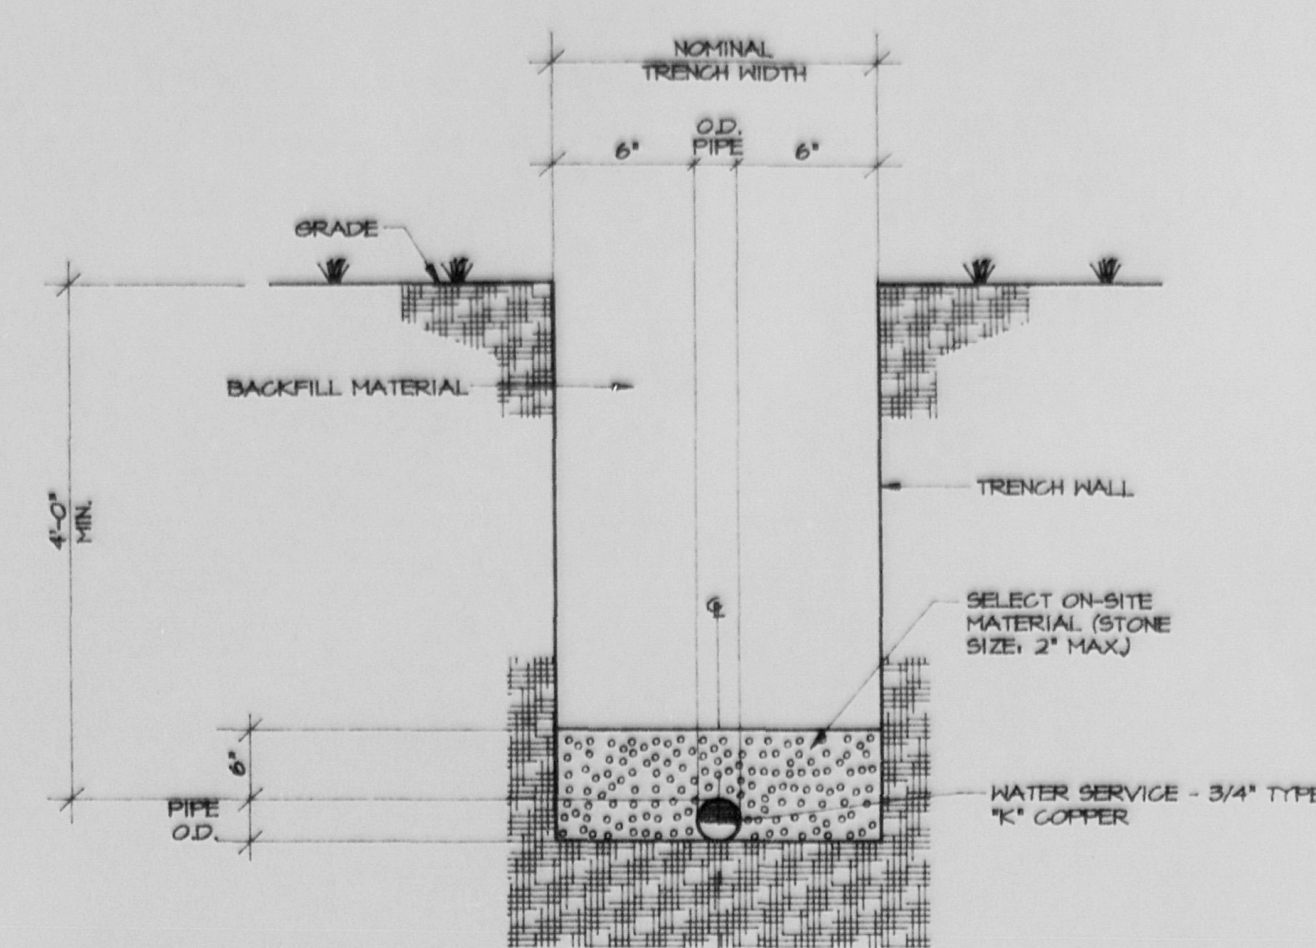 NOMINAL
TRENCH WIDTH
O.D.
6" PIPE 6"
GRADE
BACKFILL MATERIAL
4'-0"
MIN.
TRENCH WALL
℄
SELECT ON-SITE
MATERIAL (STONE
SIZE: 2" MAX.)
6"
PIPE
O.D.
WATER SERVICE - 3/4" TYPE
"K" COPPER